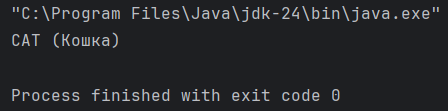 "C:\Program Files\Java\jdk-24\bin\java.exe"
CAT (Кошка)
Process finished with exit code 0